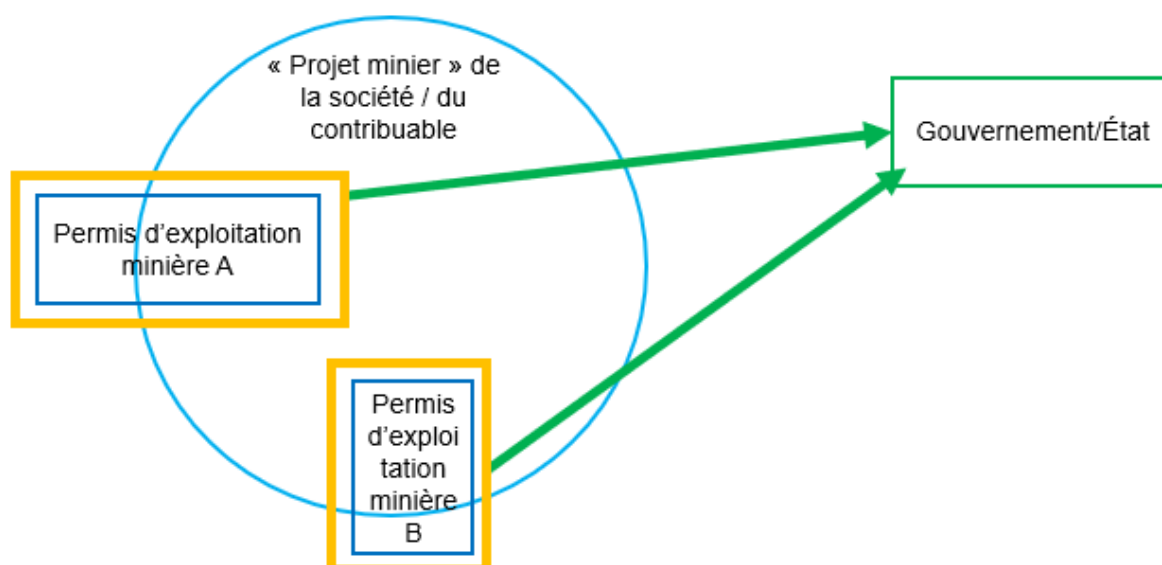 « Projet minier » de
la société / du
contribuable
Gouvernement/État
Permis d’exploitation
minière A
Permis
d’exploi
tation
minière
B